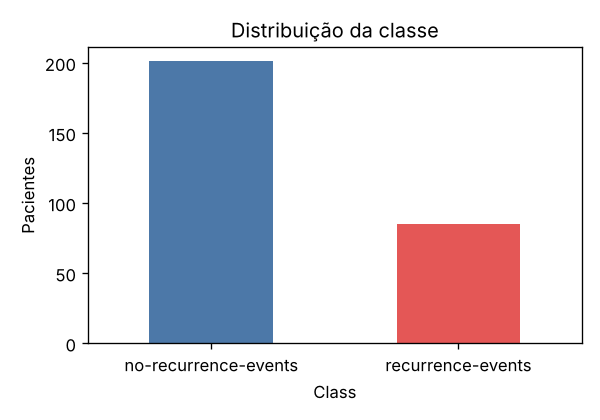 Distribuição da classe
200
150
100
50
0
Pacientes
no-recurrence-events
recurrence-events
Class